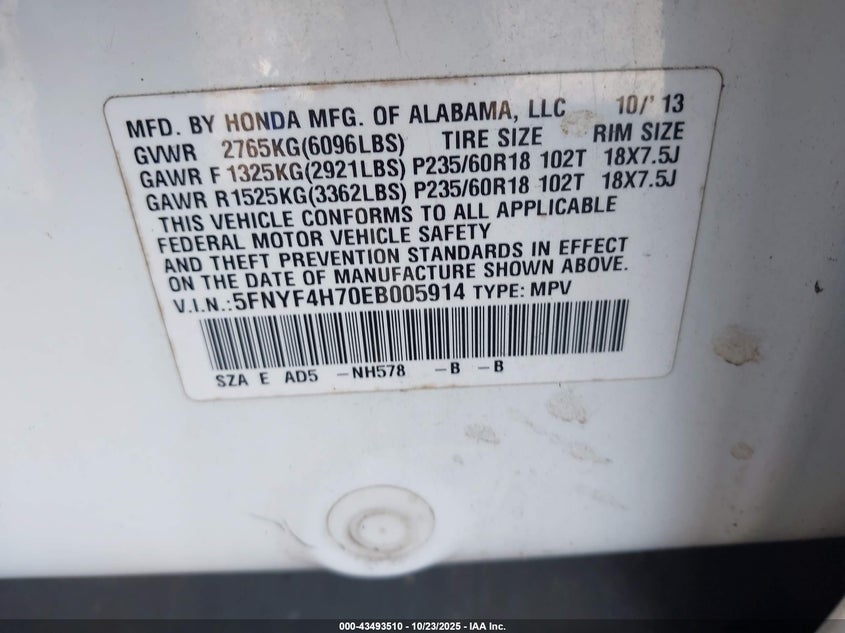 MFD. BY HONDA MFG. OF ALABAMA, LLC 10/'13
GVWR 2765KG(6096LBS) TIRE SIZE RIM SIZE
GAWR F 1325KG(2921LBS) P235/60R18 102T 18X7.5J
GAWR R1525KG(3362LBS) P235/60R18 102T 18X7.5J
THIS VEHICLE CONFORMS TO ALL APPLICABLE
FEDERAL MOTOR VEHICLE SAFETY
AND THEFT PREVENTION STANDARDS IN EFFECT
ON THE DATE OF MANUFACTURE SHOWN ABOVE.
V.I.N.:5FNYF4H70EB005914 TYPE: MPV
SZA E AD5 -NH578 -B -B
000-43493510 - 10/23/2025 - IAA Inc.